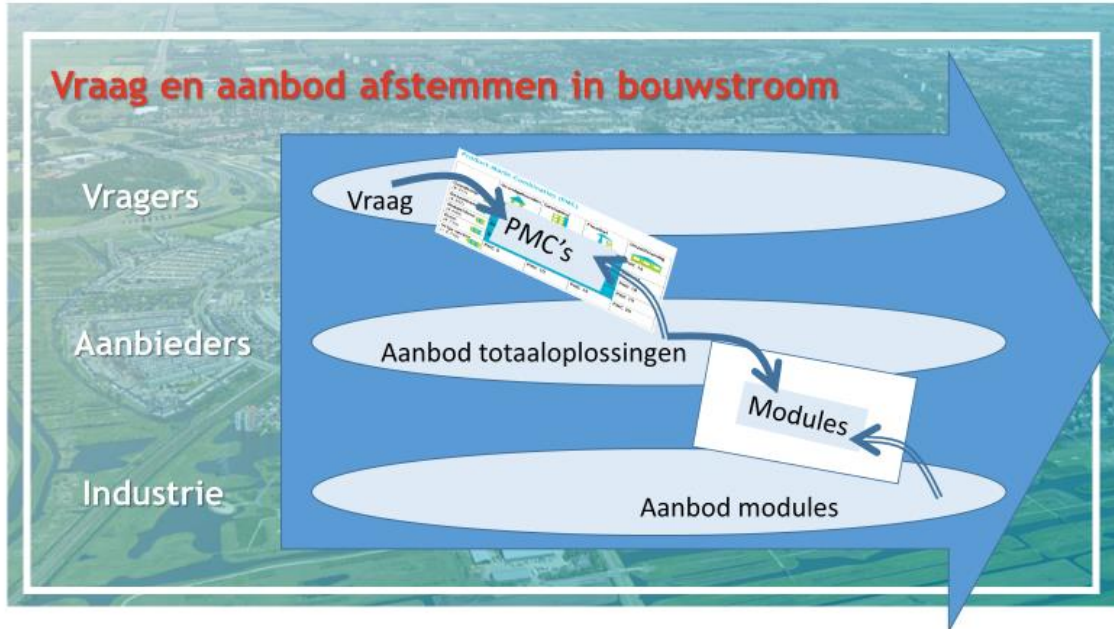 Vraag en aanbod afstemmen in bouwstroom
Vragers
Vraag
PMC's
Aanbieders
Aanbod totaaloplossingen
Modules
Industrie
Aanbod modules